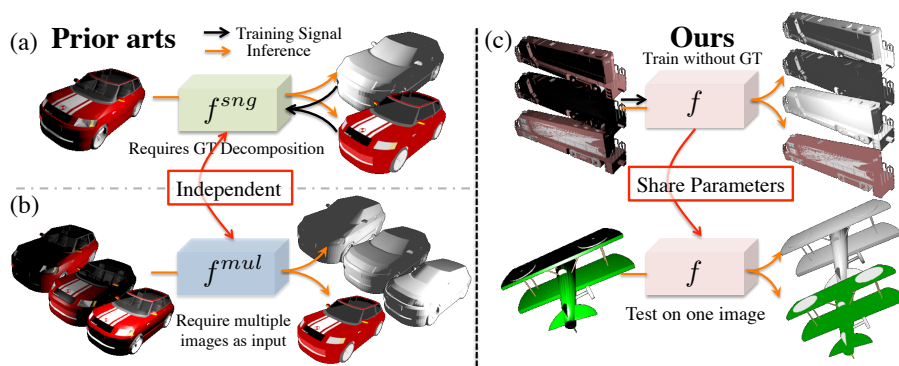 (a) Prior arts
Training Signal
Inference
f^{sng}
Requires GT Decomposition
Independent
(b)
f^{mul}
Require multiple
images as input
(c) Ours
Train without GT
f
Share Parameters
f
Test on one image